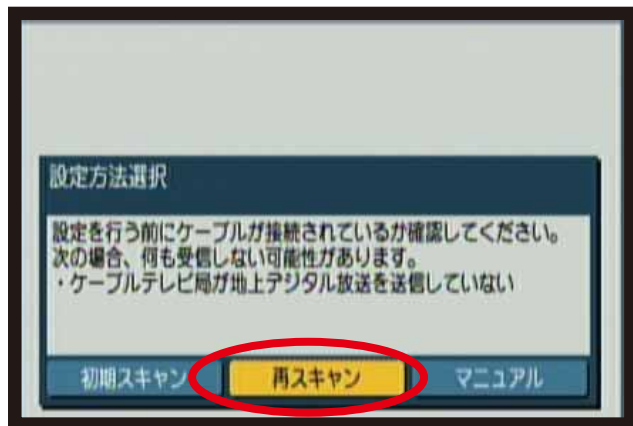 設定方法選択
設定を行う前にケーブルが接続されているか確認してください。
次の場合、何も受信しない可能性があります。
・ケーブルテレビ局が地上デジタル放送を送信していない
初期スキャン 再スキャン マニュアル